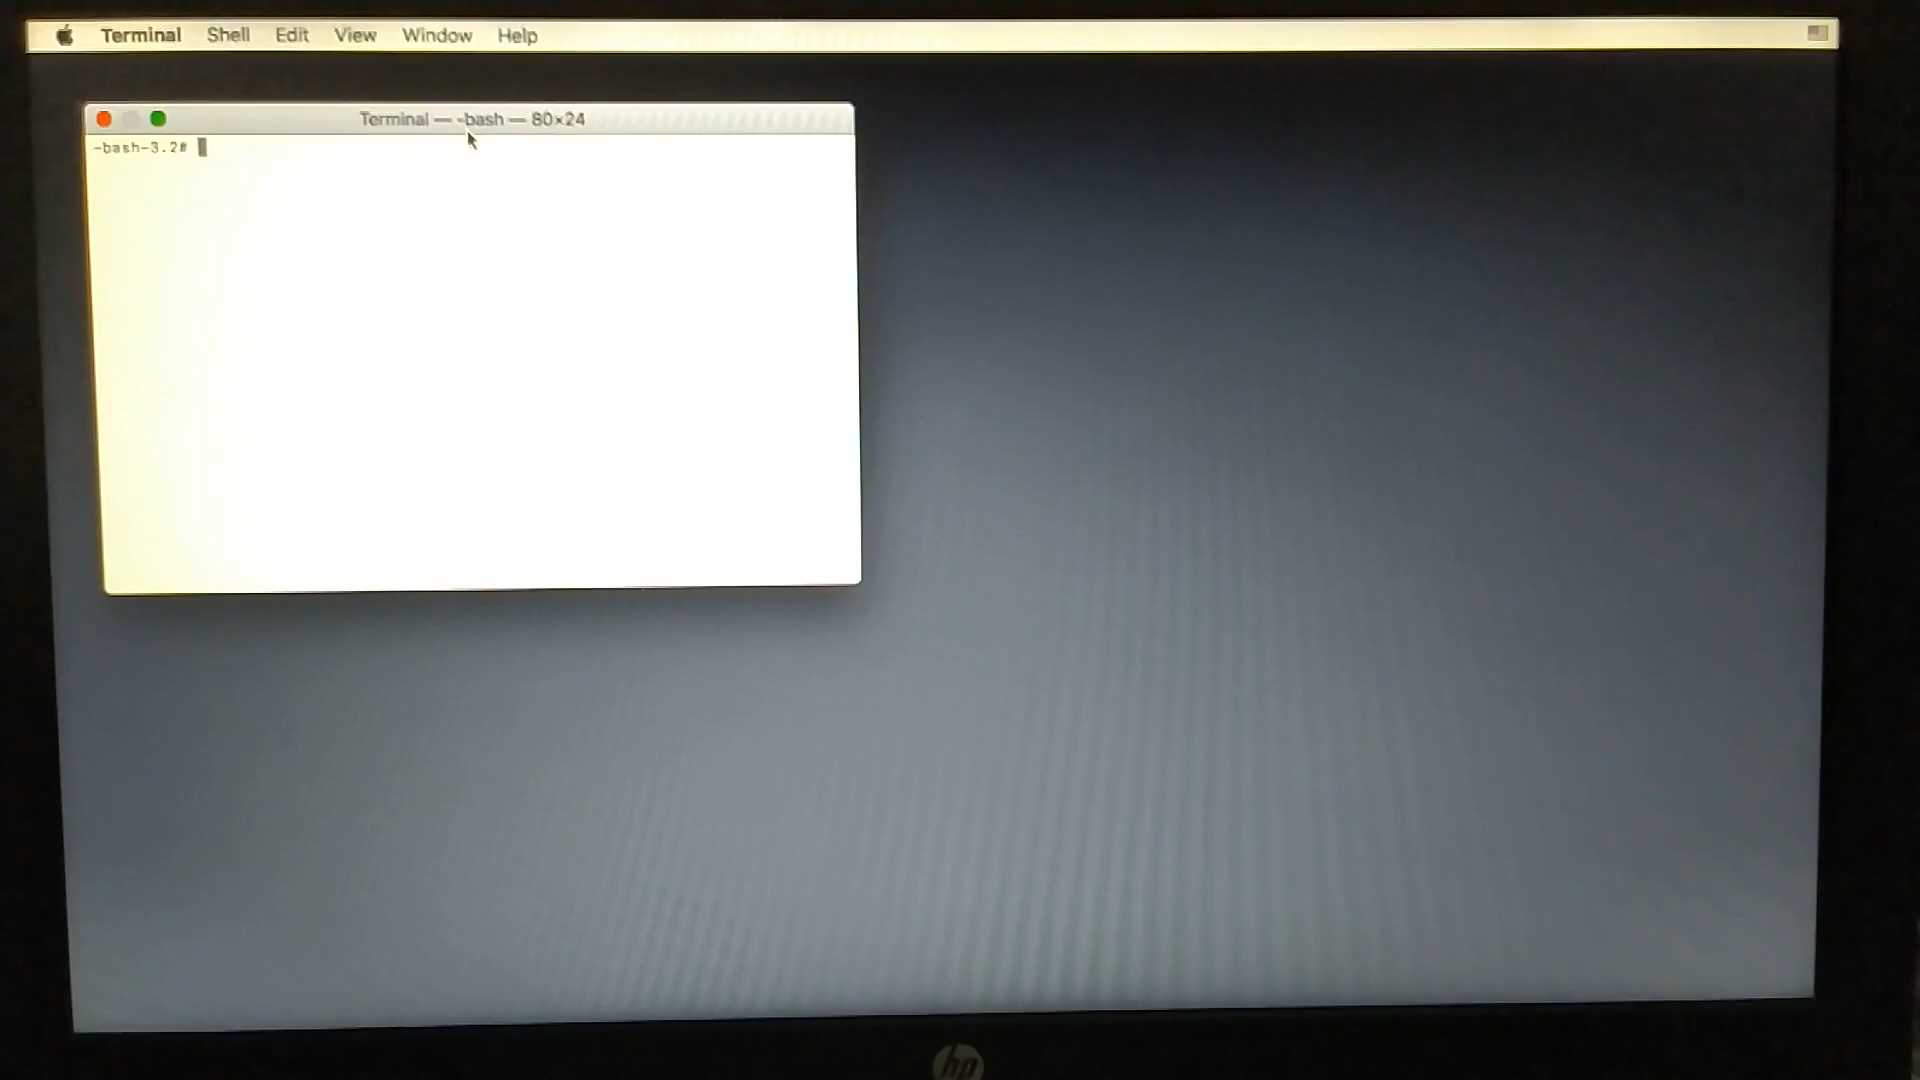 Terminal Shell Edit View Window Help
Terminal — -bash — 80×24
-bash-3.2#
hp